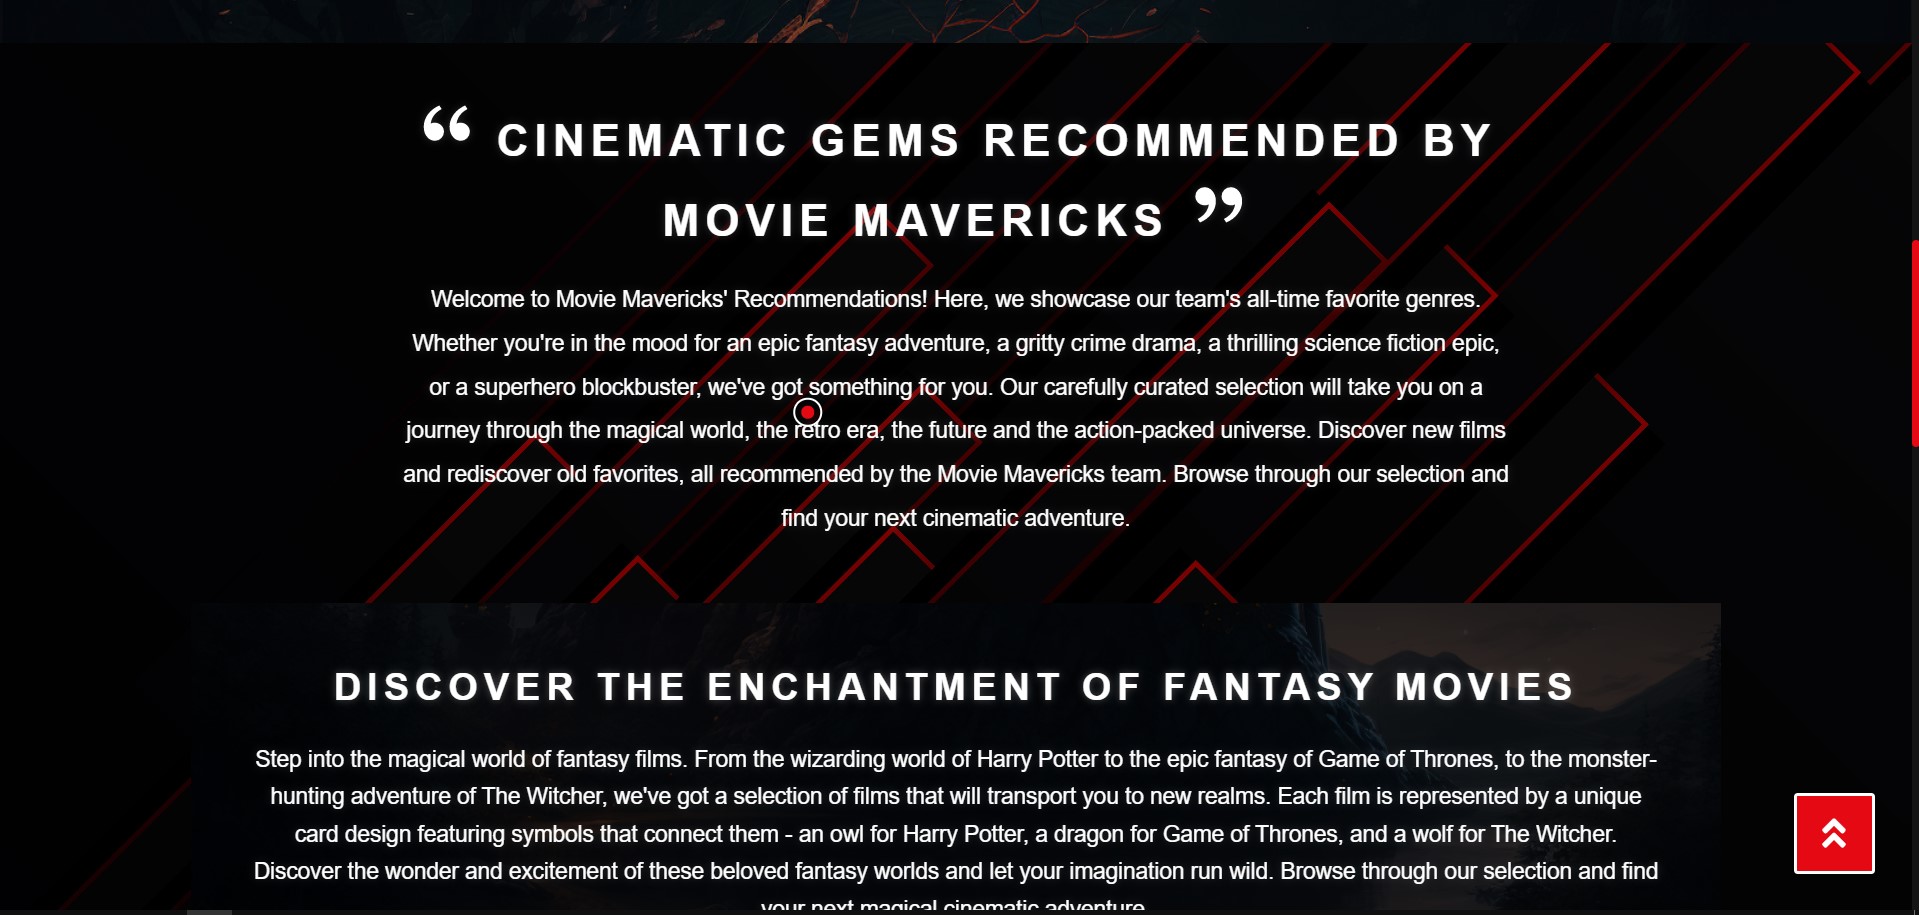 “ CINEMATIC GEMS RECOMMENDED BY
MOVIE MAVERICKS ”
Welcome to Movie Mavericks' Recommendations! Here, we showcase our team's all-time favorite genres.
Whether you're in the mood for an epic fantasy adventure, a gritty crime drama, a thrilling science fiction epic,
or a superhero blockbuster, we've got something for you. Our carefully curated selection will take you on a
journey through the magical world, the retro era, the future and the action-packed universe. Discover new films
and rediscover old favorites, all recommended by the Movie Mavericks team. Browse through our selection and
find your next cinematic adventure.
DISCOVER THE ENCHANTMENT OF FANTASY MOVIES
Step into the magical world of fantasy films. From the wizarding world of Harry Potter to the epic fantasy of Game of Thrones, to the monster-
hunting adventure of The Witcher, we've got a selection of films that will transport you to new realms. Each film is represented by a unique
card design featuring symbols that connect them - an owl for Harry Potter, a dragon for Game of Thrones, and a wolf for The Witcher.
Discover the wonder and excitement of these beloved fantasy worlds and let your imagination run wild. Browse through our selection and find
your next magical cinematic adventure.